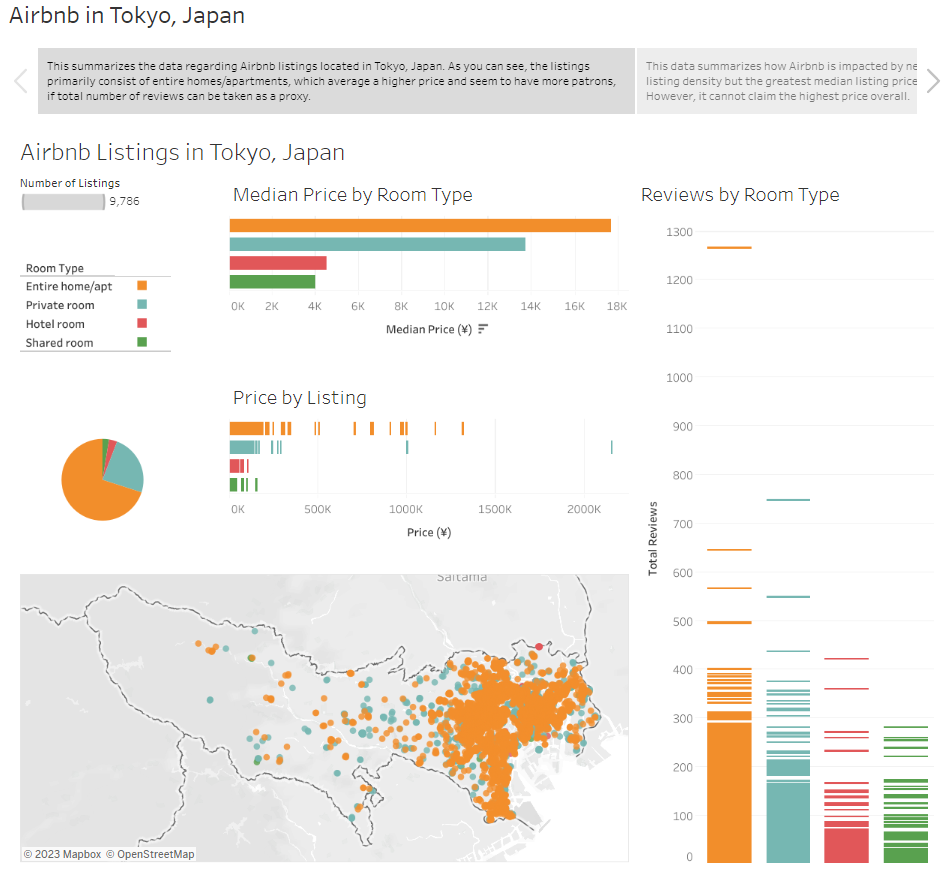 Airbnb in Tokyo, Japan
This summarizes the data regarding Airbnb listings located in Tokyo, Japan. As you can see, the listings
primarily consist of entire homes/apartments, which average a higher price and seem to have more patrons,
if total number of reviews can be taken as a proxy.
This data summarizes how Airbnb is impacted by ne
listing density but the greatest median listing price
However, it cannot claim the highest price overall.
Airbnb Listings in Tokyo, Japan
Number of Listings
9,786
Room Type
Entire home/apt
Private room
Hotel room
Shared room
Median Price by Room Type
0K 2K 4K 6K 8K 10K 12K 14K 16K 18K
Median Price (¥)
Price by Listing
0K 500K 1000K 1500K 2000K
Price (¥)
Reviews by Room Type
1300
1200
1100
1000
900
800
700
600
500
400
300
200
100
0
Total Reviews
Saitama
© 2023 Mapbox © OpenStreetMap